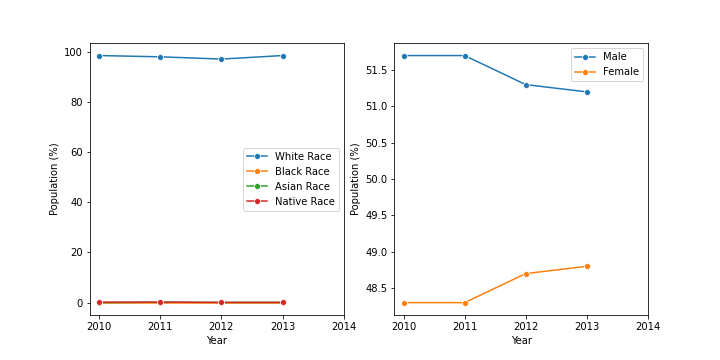 100
80
60
40
20
0
Population (%)
2010 2011 2012 2013 2014
Year
White Race
Black Race
Asian Race
Native Race
51.5
51.0
50.5
50.0
49.5
49.0
48.5
Population (%)
2010 2011 2012 2013 2014
Year
Male
Female